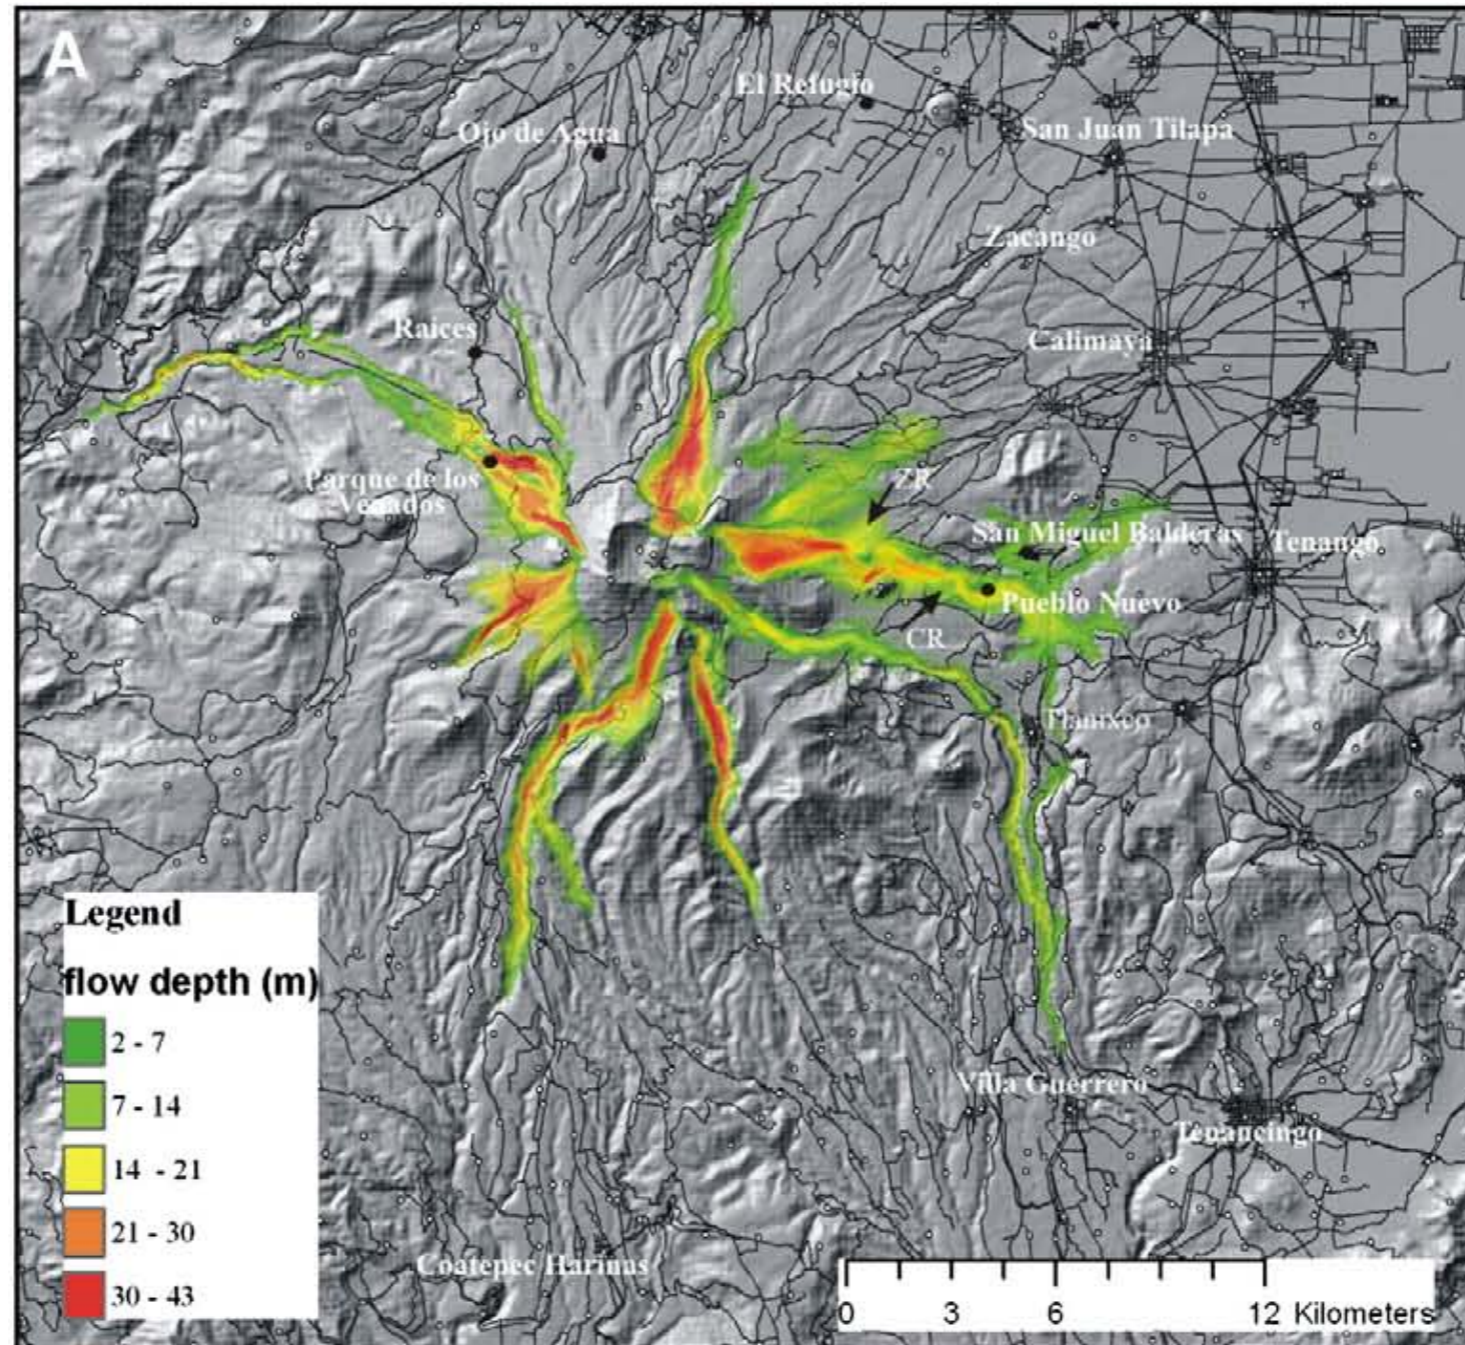 A
El Refugio
Ojo de Agua
San Juan Tilapa
Zacango
Raices
Calimaya
Parque de los
Venados
ZR
San Miguel Balderas
Tenango
Pueblo Nuevo
CR
Tlanixco
Legend
flow depth (m)
2 - 7
7 - 14
14 - 21
21 - 30
30 - 43
Villa Guerrero
Tenancingo
Coatepec Harinas
0 3 6 12 Kilometers